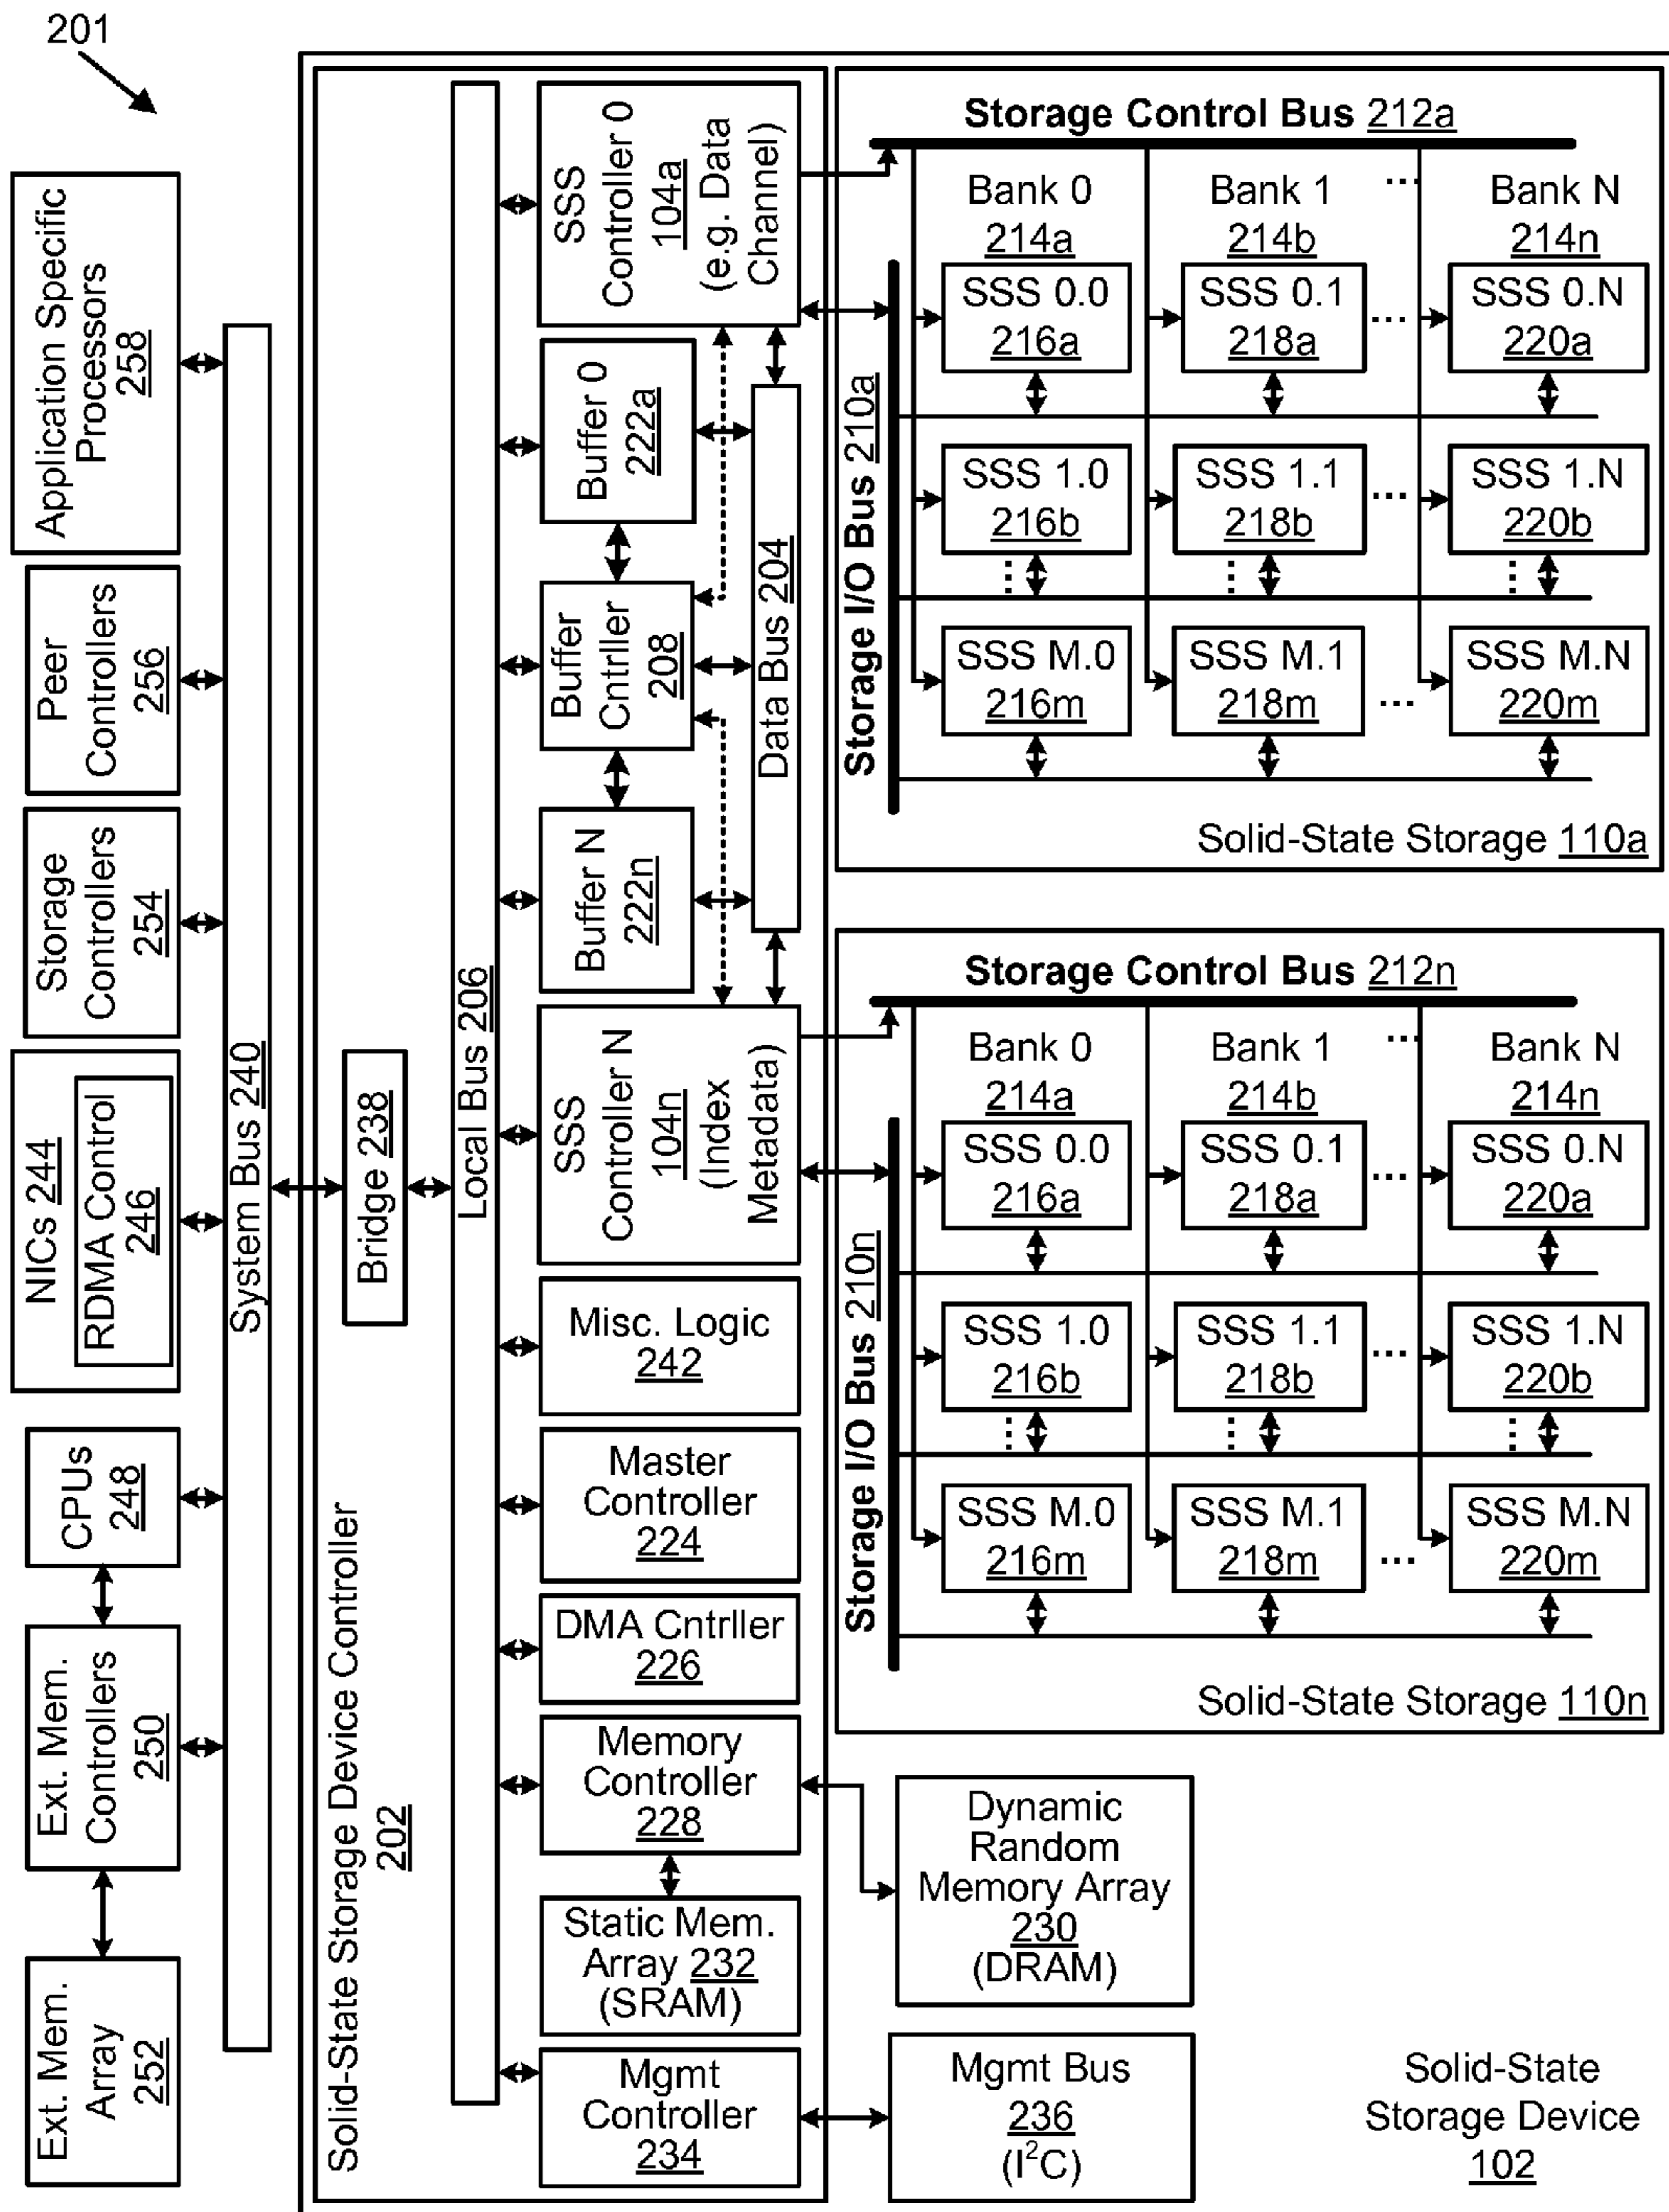 201
Application Specific
Processors
258
Peer
Controllers
256
Storage
Controllers
254
NICs 244
RDMA Control
246
CPUs
248
Ext. Mem.
Controllers
250
Ext. Mem.
Array
252
System Bus 240
Solid-State Storage Device Controller
202
Bridge 238
Local Bus 206
SSS
Controller 0
104a
(e.g. Data
Channel)
Buffer 0
222a
Buffer
Cntrller
208
Buffer N
222n
Data Bus 204
SSS
Controller N
104n
(Index
Metadata)
Misc. Logic
242
Master
Controller
224
DMA Cntrller
226
Memory
Controller
228
Static Mem.
Array 232
(SRAM)
Mgmt
Controller
234
Storage Control Bus 212a
Bank 0 Bank 1 ... Bank N
214a 214b 214n
Storage I/O Bus 210a
SSS 0.0 SSS 0.1 SSS 0.N
216a 218a ... 220a
SSS 1.0 SSS 1.1 SSS 1.N
216b 218b ... 220b
SSS M.0 SSS M.1 SSS M.N
216m 218m ... 220m
Solid-State Storage 110a
Storage Control Bus 212n
Bank 0 Bank 1 ... Bank N
214a 214b 214n
Storage I/O Bus 210n
SSS 0.0 SSS 0.1 SSS 0.N
216a 218a ... 220a
SSS 1.0 SSS 1.1 SSS 1.N
216b 218b ... 220b
SSS M.0 SSS M.1 SSS M.N
216m 218m ... 220m
Solid-State Storage 110n
Dynamic
Random
Memory Array
230
(DRAM)
Mgmt Bus
236
(I²C)
Solid-State
Storage Device
102